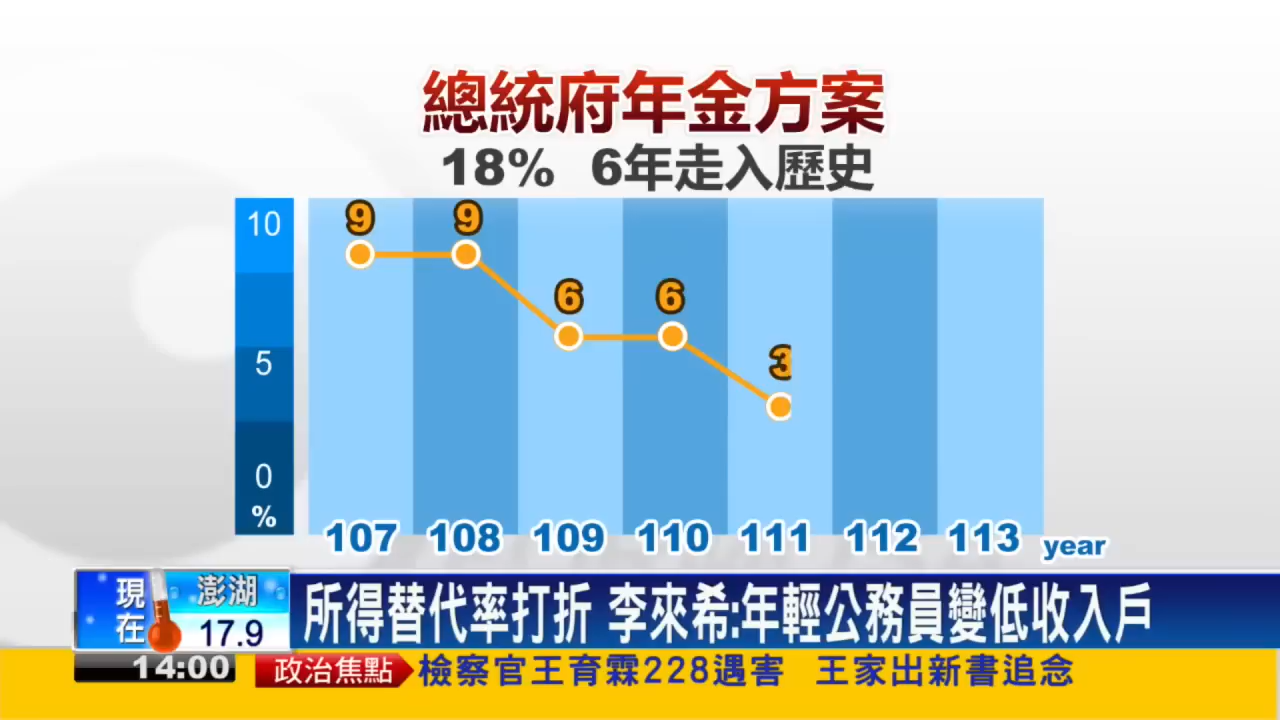 總統府年金方案
18% 6年走入歷史
10
5
0
%
9 9 6 6 3
107 108 109 110 111 112 113 year
現在
澎湖
17.9
所得替代率打折 李來希:年輕公務員變低收入戶
14:00
政治焦點
檢察官王育霖228遇害 王家出新書追念